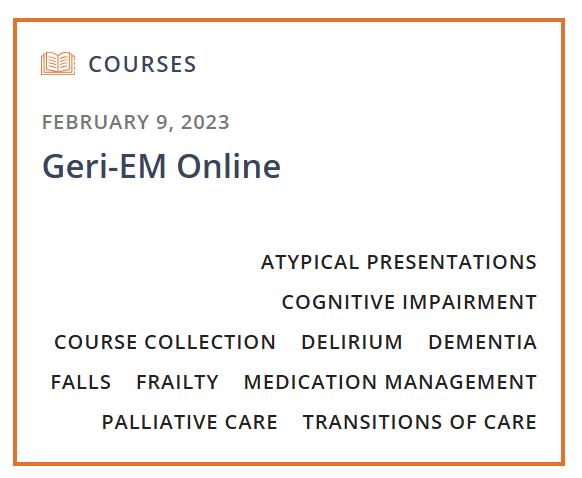 COURSES
FEBRUARY 9, 2023
Geri-EM Online
ATYPICAL PRESENTATIONS
COGNITIVE IMPAIRMENT
COURSE COLLECTION DELIRIUM DEMENTIA
FALLS FRAILTY MEDICATION MANAGEMENT
PALLIATIVE CARE TRANSITIONS OF CARE